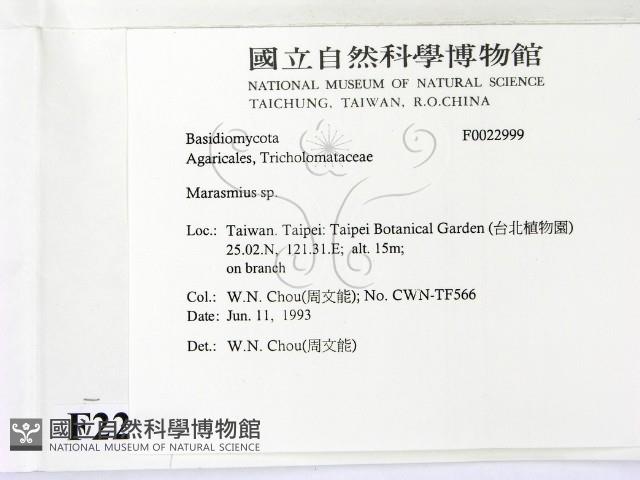 國立自然科學博物館
NATIONAL MUSEUM OF NATURAL SCIENCE
TAICHUNG, TAIWAN, R.O.CHINA
Basidiomycota F0022999
Agaricales, Tricholomataceae
Marasmius sp.
Loc.: Taiwan. Taipei: Taipei Botanical Garden (台北植物園)
25.02.N, 121.31.E; alt. 15m;
on branch
Col.: W.N. Chou(周文能); No. CWN-TF566
Date: Jun. 11, 1993
Det.: W.N. Chou(周文能)
F22
國立自然科學博物館
NATIONAL MUSEUM OF NATURAL SCIENCE